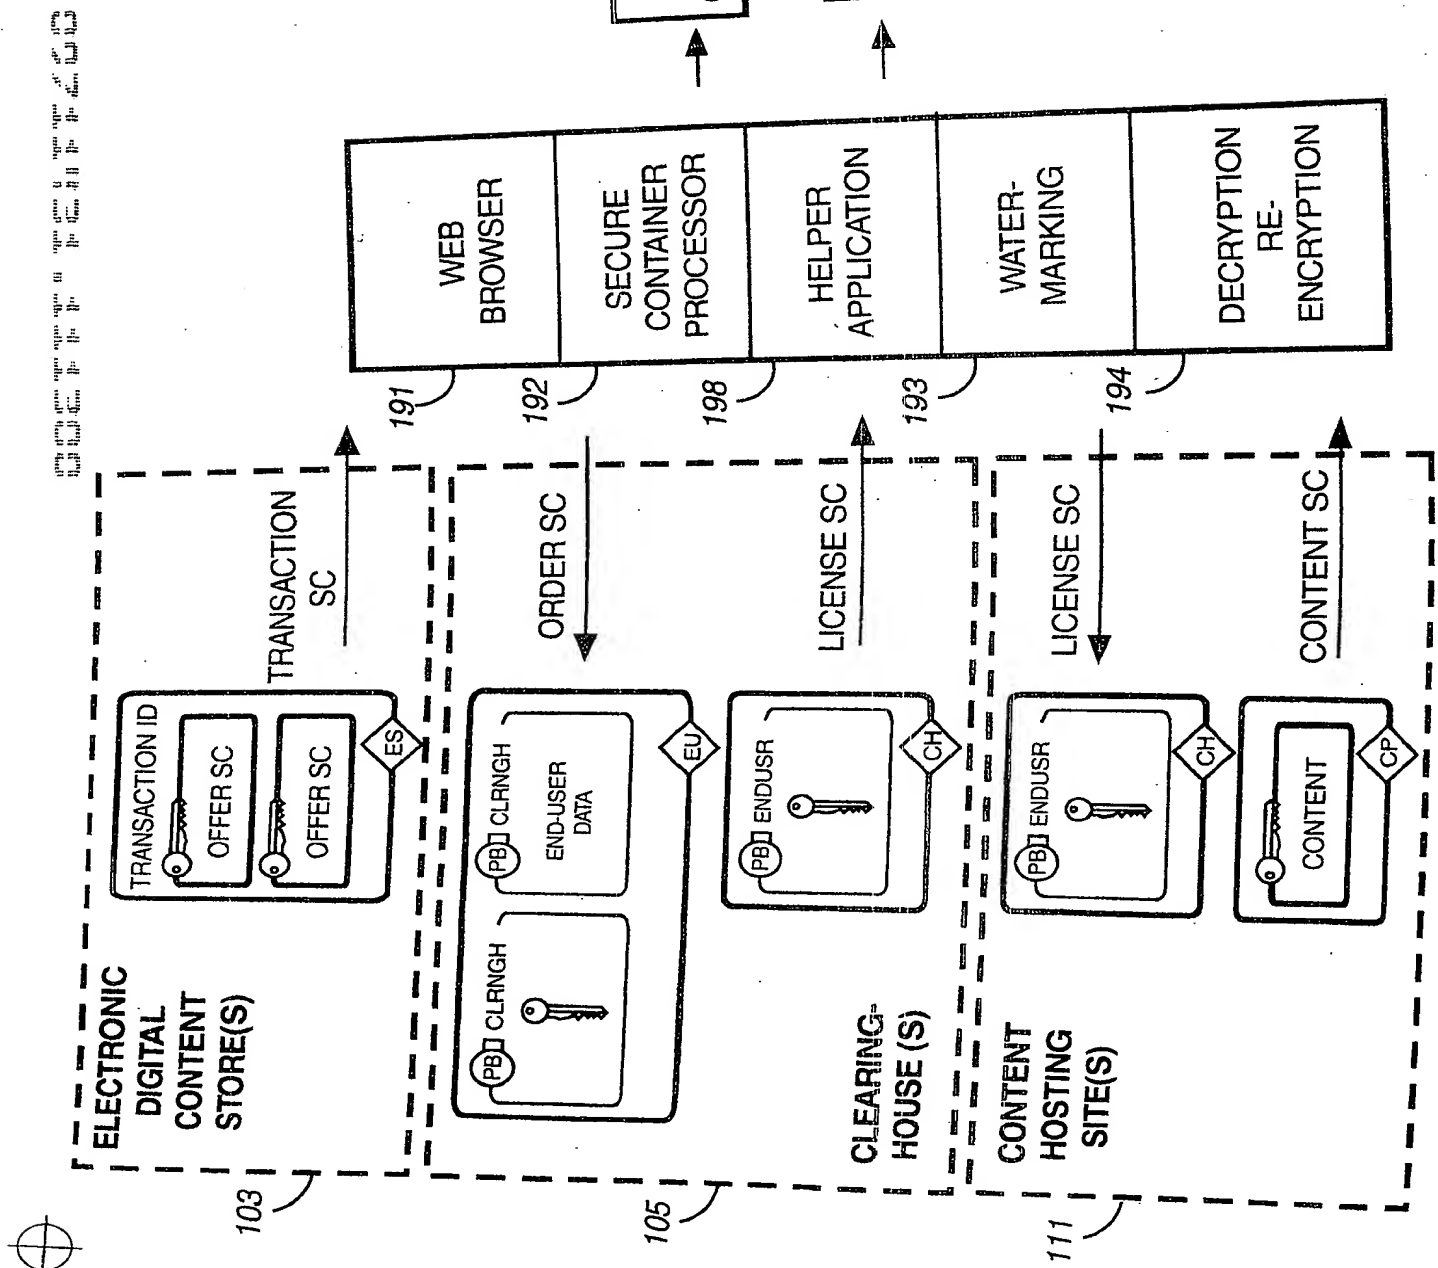 ELECTRONIC
DIGITAL
CONTENT
STORE(S)
103
TRANSACTION ID
OFFER SC
OFFER SC
ES
TRANSACTION
SC
CLEARING-
HOUSE (S)
105
PB CLRNGH
PB CLRNGH
END-USER
DATA
EU
ORDER SC
PB ENDUSR
CH
LICENSE SC
CONTENT
HOSTING
SITE(S)
111
PB ENDUSR
CH
LICENSE SC
CONTENT
CP
CONTENT SC
191
WEB
BROWSER
192
SECURE
CONTAINER
PROCESSOR
198
HELPER
APPLICATION
193
WATER-
MARKING
194
DECRYPTION
RE-
ENCRYPTION